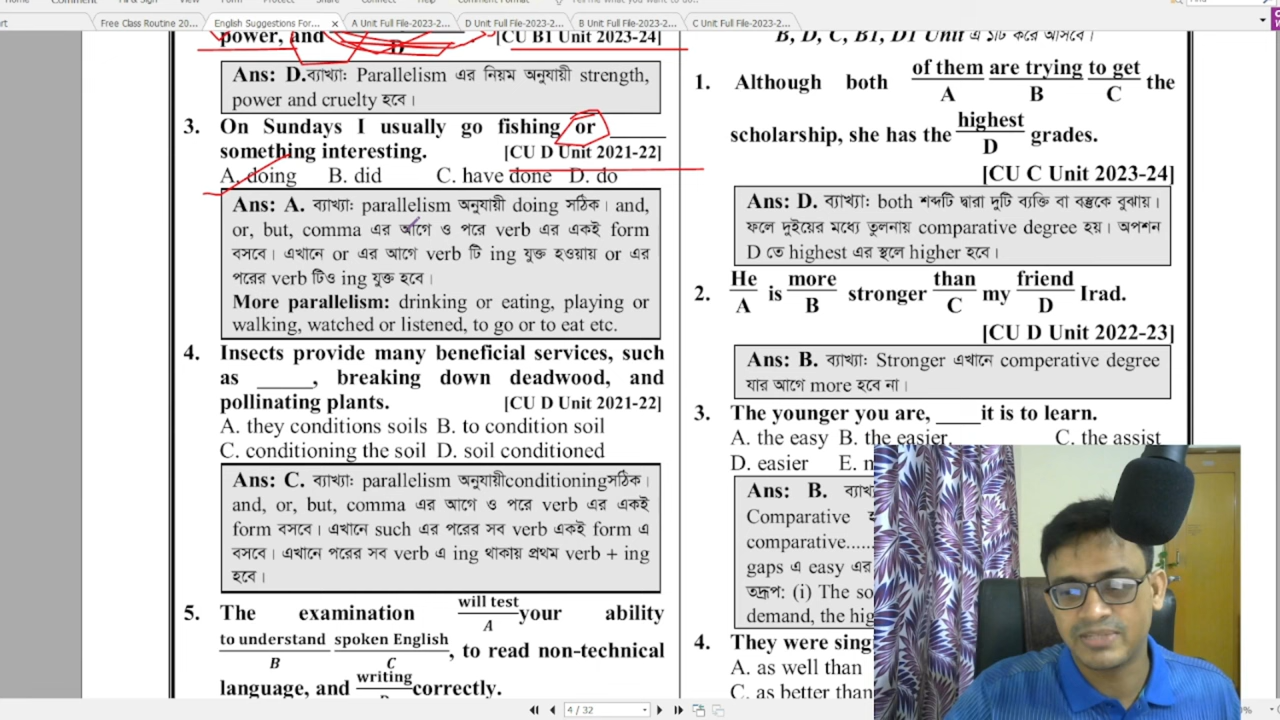 Free Class Routine 20...
English Suggestions For...
A Unit Full File-2023-2...
D Unit Full File-2023-2...
B Unit Full File-2023-2...
C Unit Full File-2023-2...
power, and
D
[CU B1 Unit 2023-24]
Ans: D.ব্যাখ্যাঃ Parallelism এর নিয়ম অনুযায়ী strength,
power and cruelty হবে।
3. On Sundays I usually go fishing or _____
something interesting. [CU D Unit 2021-22]
A. doing B. did C. have done D. do
Ans: A. ব্যাখ্যাঃ parallelism অনুযায়ী doing সঠিক। and,
or, but, comma এর আগে ও পরে verb এর একই form
বসবে। এখানে or এর আগে verb টি ing যুক্ত হওয়ায় or এর
পরের verb টিও ing যুক্ত হবে।
More parallelism: drinking or eating, playing or
walking, watched or listened, to go or to eat etc.
4. Insects provide many beneficial services, such
as _____, breaking down deadwood, and
pollinating plants. [CU D Unit 2021-22]
A. they conditions soils B. to condition soil
C. conditioning the soil D. soil conditioned
Ans: C. ব্যাখ্যাঃ parallelism অনুযায়ীconditioningসঠিক।
and, or, but, comma এর আগে ও পরে verb এর একই
form বসবে। এখানে such এর পরের সব verb একই form এ
বসবে। এখানে পরের সব verb এ ing থাকায় প্রথম verb + ing
হবে।
5. The examination will test your ability
A
to understand spoken English, to read non-technical
B C
language, and writing correctly.
B, D, C, B1, D1 Unit এ ১টি করে আসবে।
1. Although both of them are trying to get the
A B C
scholarship, she has the highest grades.
D
[CU C Unit 2023-24]
Ans: D. ব্যাখ্যাঃ both শব্দটি দ্বারা দুটি ব্যক্তি বা বস্তুকে বুঝায়।
ফলে দুইয়ের মধ্যে তুলনায় comparative degree হয়। অপশন
D তে highest এর স্থলে higher হবে।
2. He is more stronger than my friend Irad.
A B C D
[CU D Unit 2022-23]
Ans: B. ব্যাখ্যাঃ Stronger এখানে comperative degree
যার আগে more হবে না।
3. The younger you are, ____it is to learn.
A. the easy B. the easier. C. the assist
D. easier E.
Ans: B.
Comparative
comparative.....
gaps এ easy এর
তদ্রূপ: (i) The
demand, the
4. They were
A. as well than
C. as better than
4 / 32